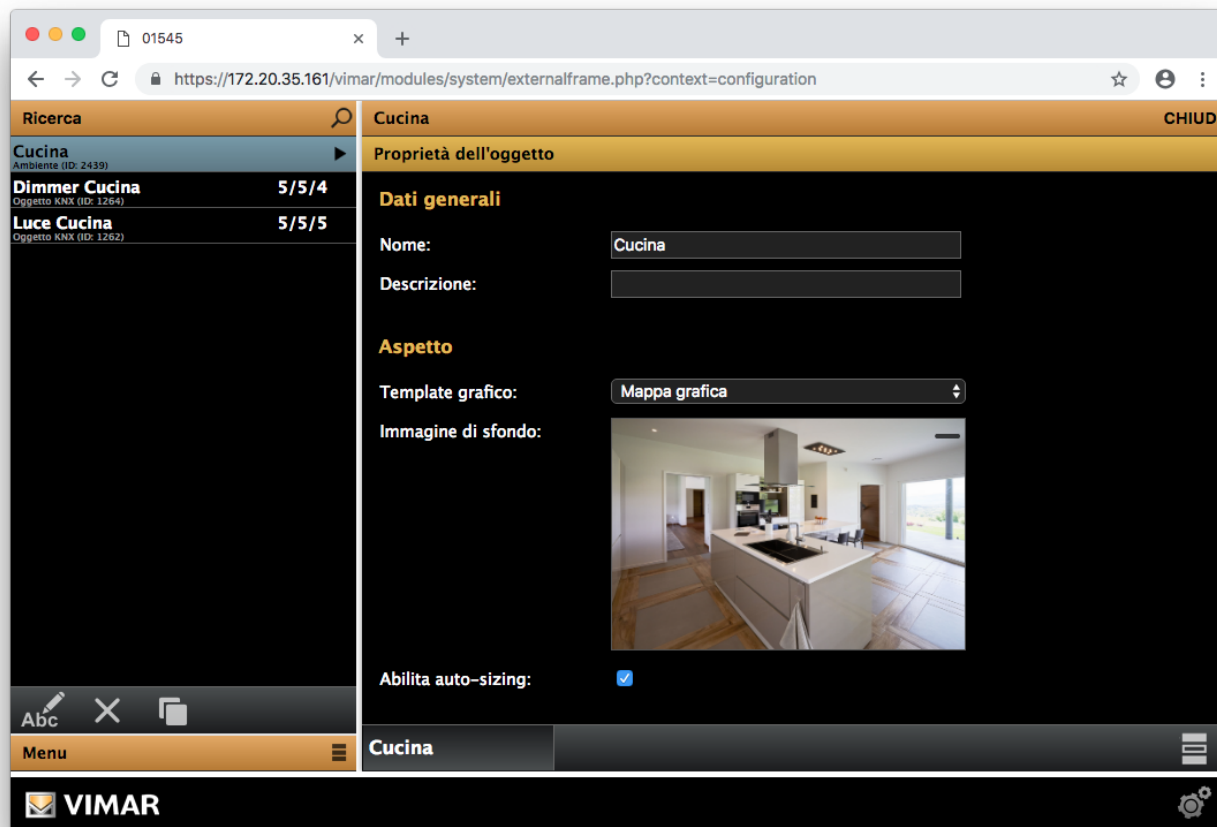 01545
https://172.20.35.161/vimar/modules/system/externalframe.php?context=configuration
Ricerca
Cucina
Ambiente (ID: 2439)
Dimmer Cucina 5/5/4
Oggetto KNX (ID: 1264)
Luce Cucina 5/5/5
Oggetto KNX (ID: 1262)
Abc
Menu
Cucina CHIUD
Proprietà dell'oggetto
Dati generali
Nome: Cucina
Descrizione:
Aspetto
Template grafico: Mappa grafica
Immagine di sfondo:
Abilita auto-sizing:
Cucina
VIMAR